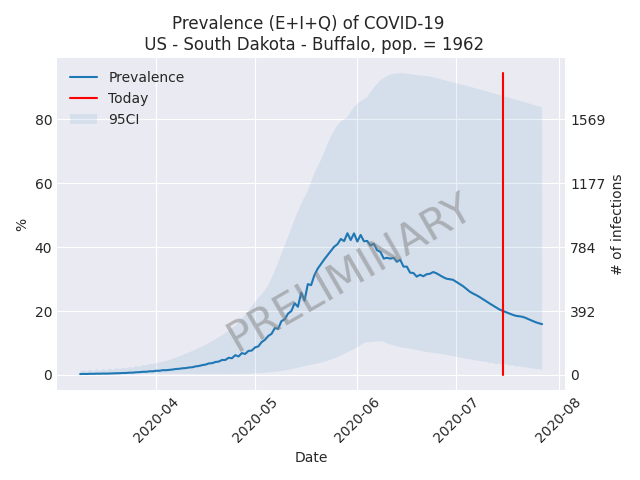 Prevalence (E+I+Q) of COVID-19
US - South Dakota - Buffalo, pop. = 1962
Prevalence
Today
95CI
80
60
40
20
0
%
1569
1177
784
392
0
# of infections
PRELIMINARY
2020-04
2020-05
2020-06
2020-07
2020-08
Date